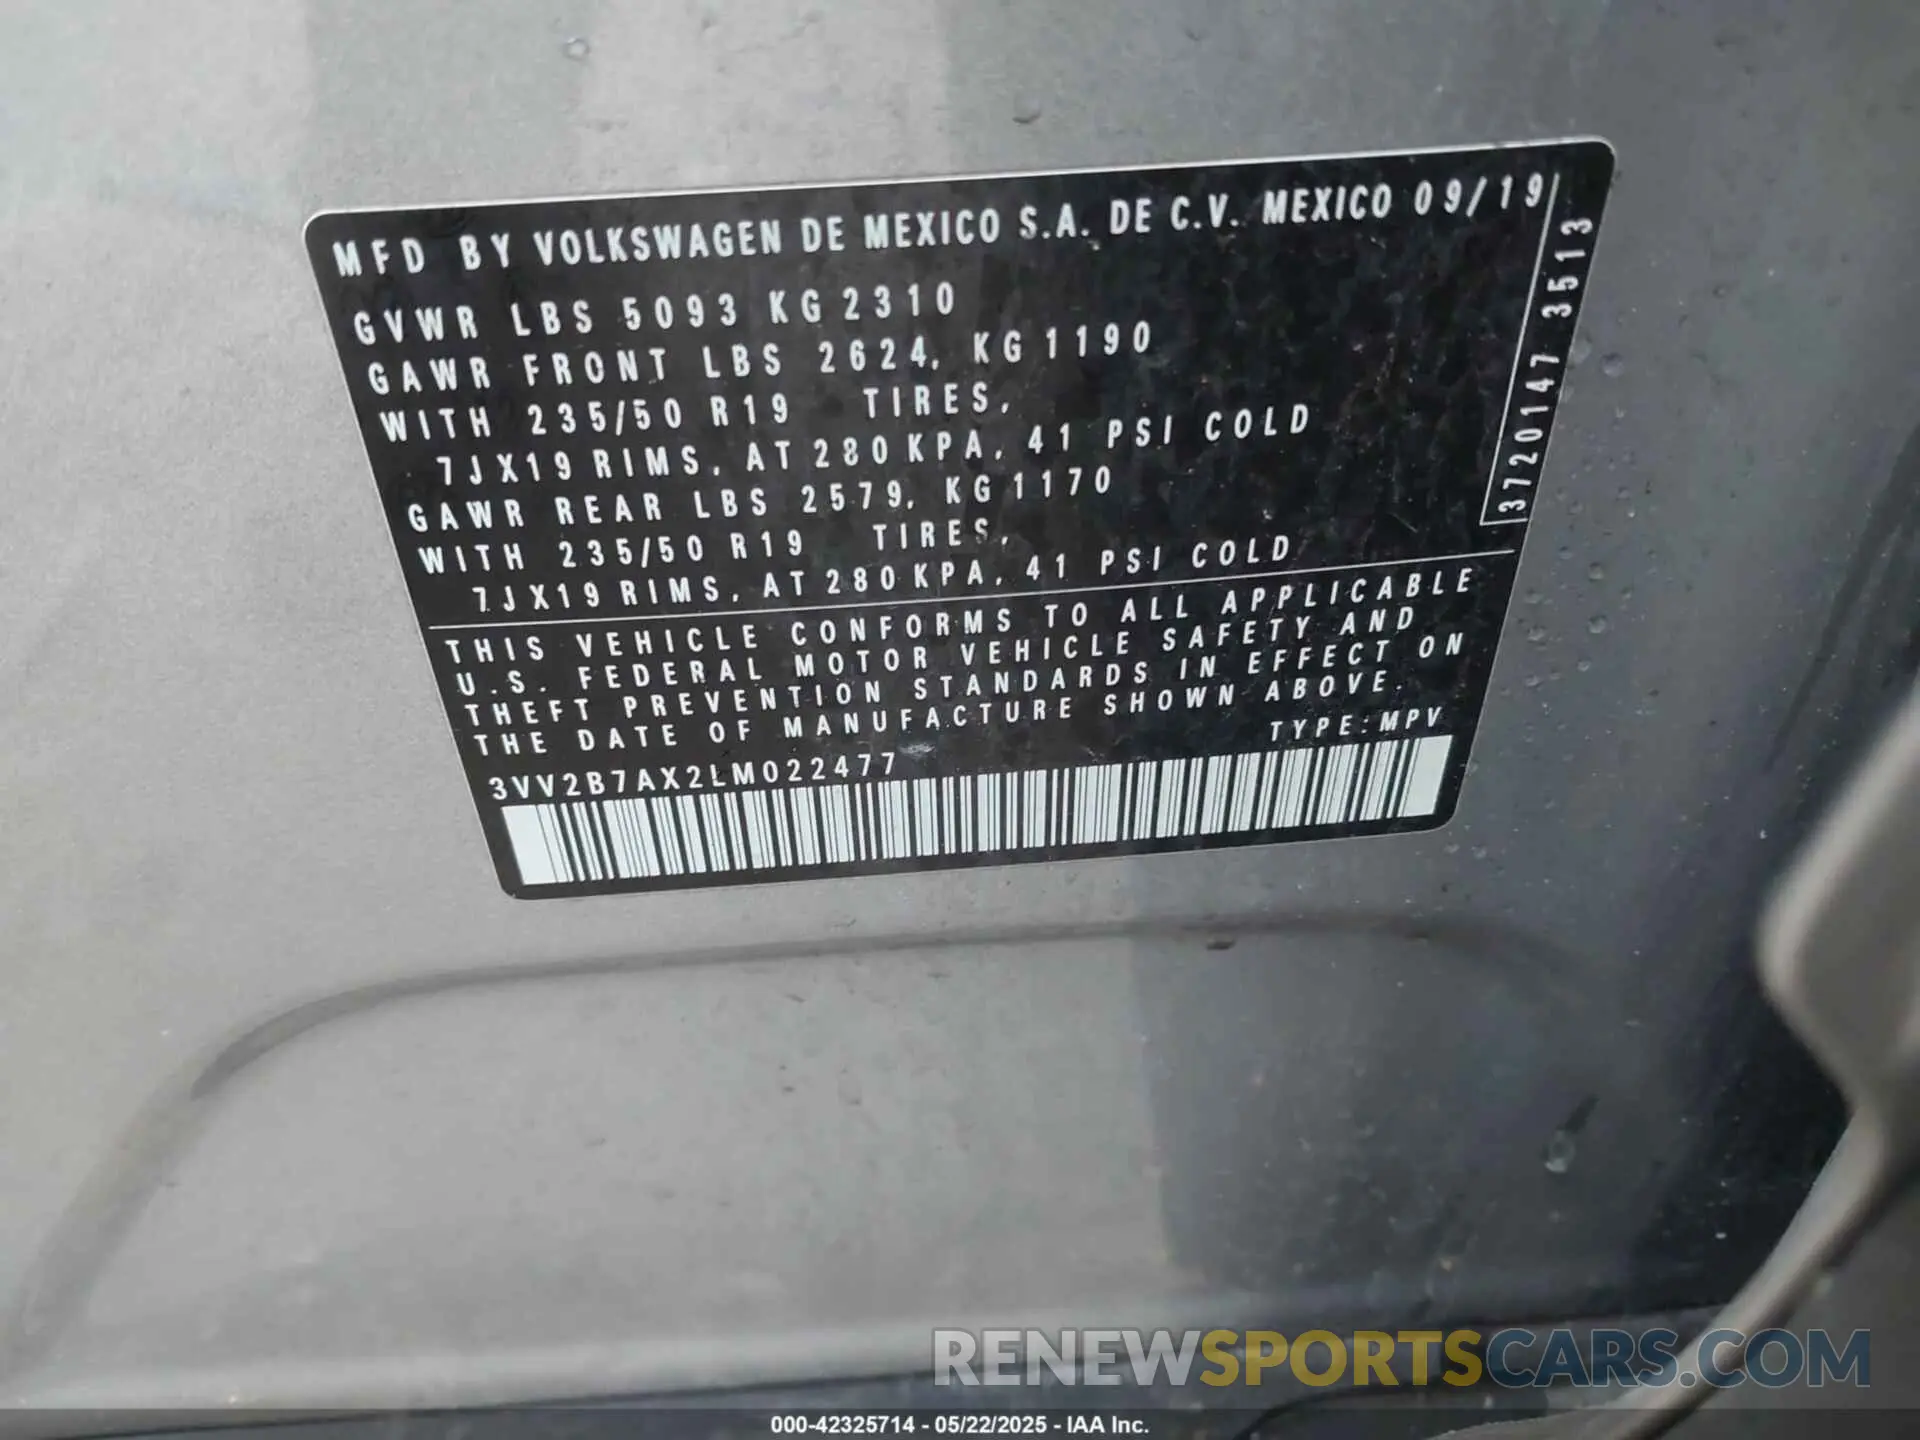 MFD BY VOLKSWAGEN DE MEXICO S.A. DE C.V. MEXICO 09/19
GVWR LBS 5093 KG 2310
GAWR FRONT LBS 2624, KG 1190
WITH 235/50 R19 TIRES,
7JX19 RIMS, AT 280 KPA, 41 PSI COLD
GAWR REAR LBS 2579, KG 1170
WITH 235/50 R19 TIRES,
7JX19 RIMS, AT 280 KPA, 41 PSI COLD
3720147 3513
THIS VEHICLE CONFORMS TO ALL APPLICABLE
U.S. FEDERAL MOTOR VEHICLE SAFETY AND
THEFT PREVENTION STANDARDS IN EFFECT ON
THE DATE OF MANUFACTURE SHOWN ABOVE.
TYPE:MPV
3VV2B7AX2LM022477
RENEWSPORTSCARS.COM
000-42325714 - 05/22/2025 - IAA Inc.